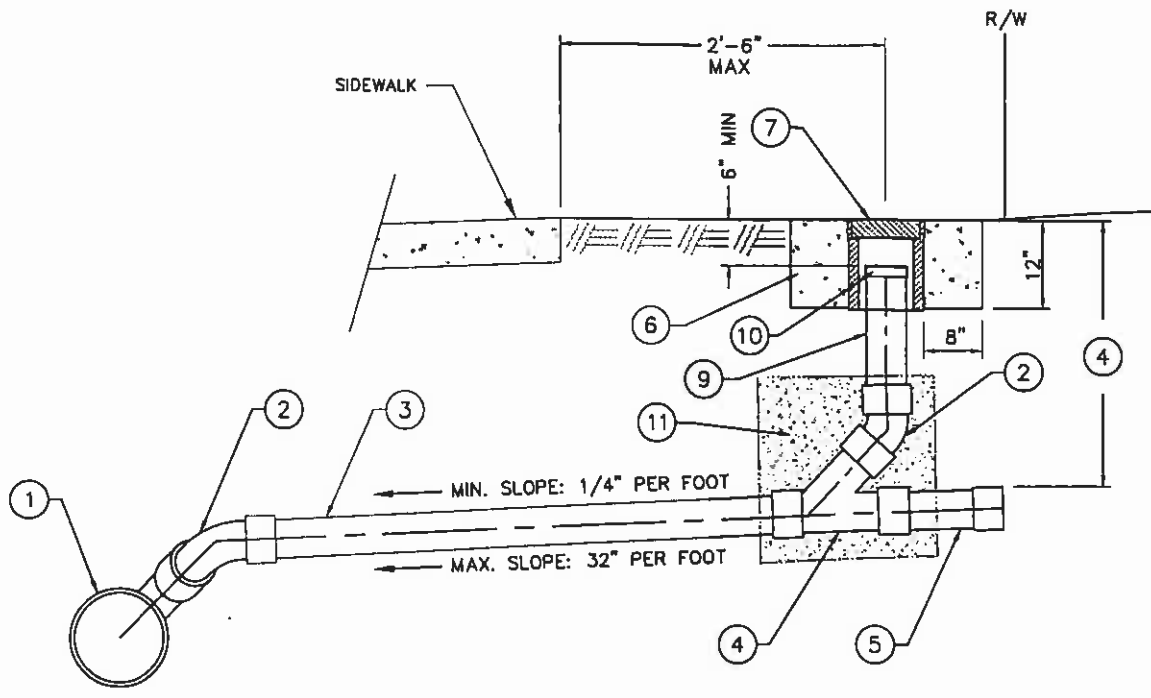 R/W
2'-6"
MAX
SIDEWALK
6" MIN
7
12"
6
10
8"
4
9
2
2
3
11
MIN. SLOPE: 1/4" PER FOOT
1
MAX. SLOPE: 32" PER FOOT
4
5